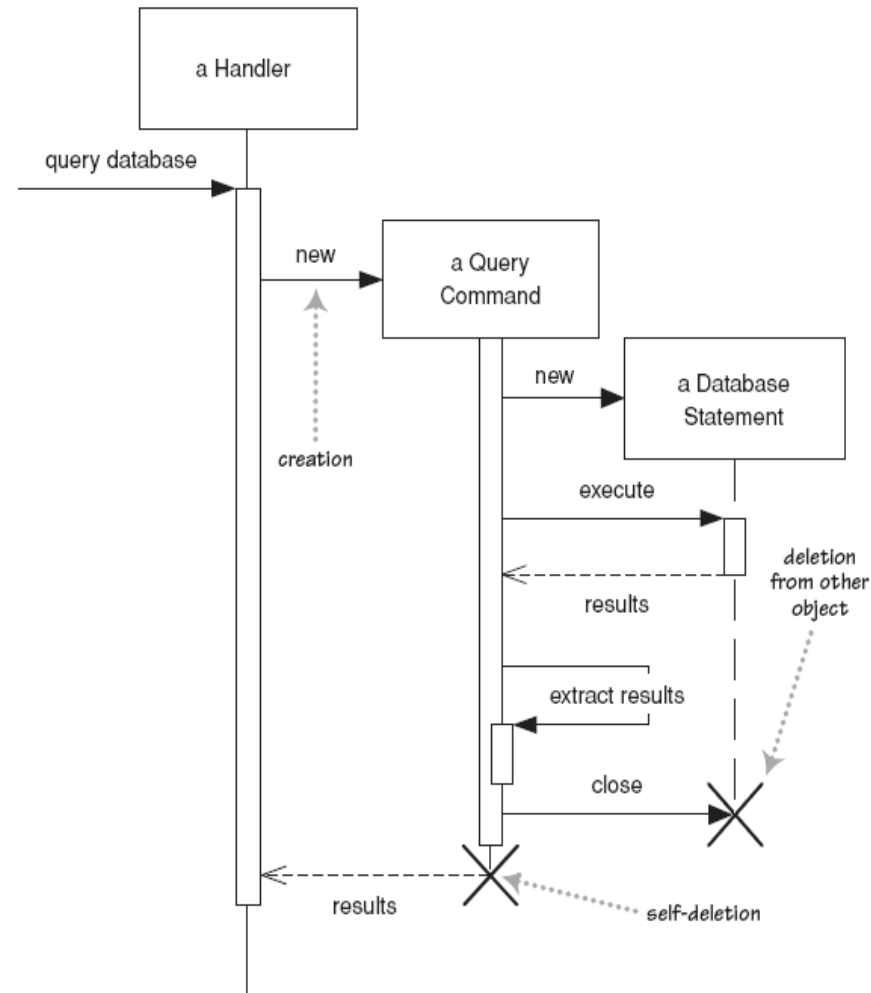 a Handler
query database
new
a Query
Command
new
a Database
Statement
creation
execute
deletion
from other
object
results
extract results
close
results
self-deletion